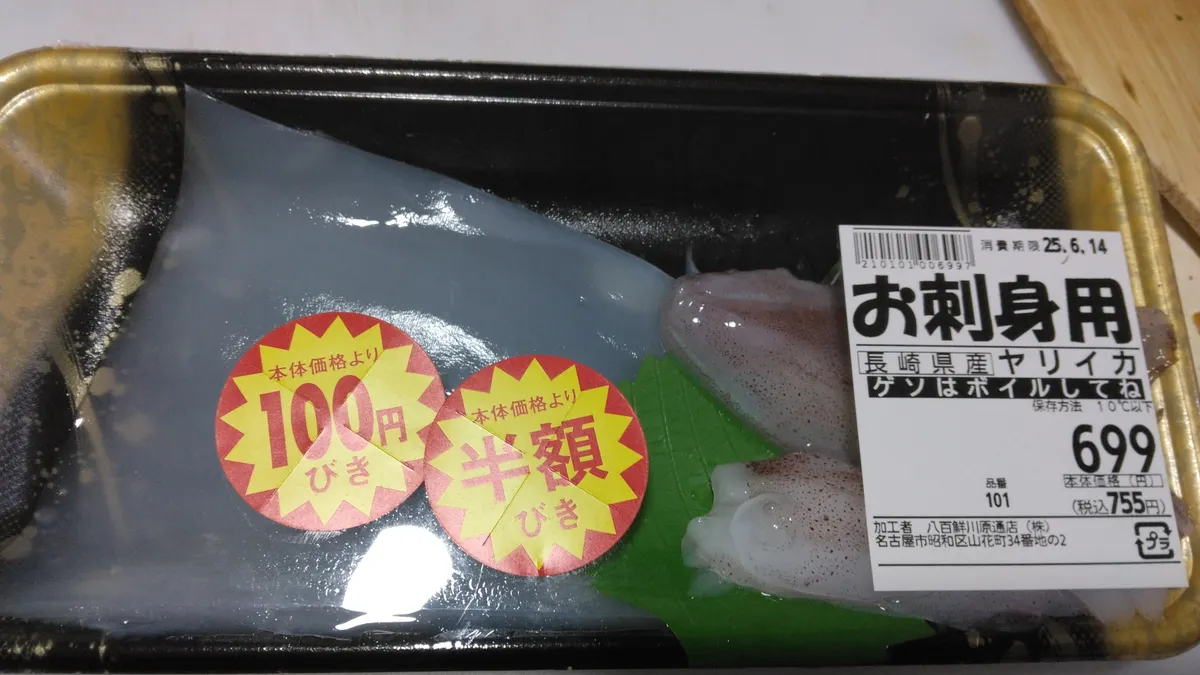 本体価格より
100円
びき
本体価格より
半額
びき
210101 006997
消費期限 25.6.14
お刺身用
長崎県産 ヤリイカ
ゲソはボイルしてね
保存方法 10℃以下
699
品番
本体価格(円)
101
(税込755円)
加工者 八百鮮川原通店(株)
名古屋市昭和区山花町34番地の2
プラ